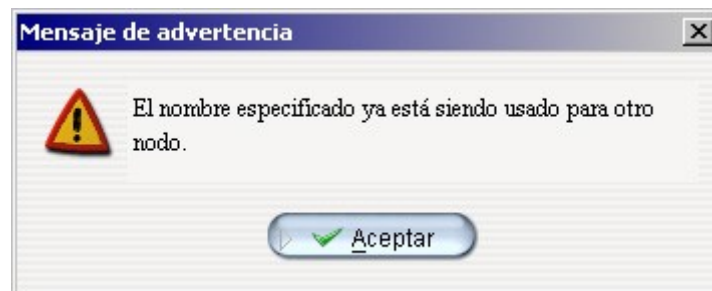 Mensaje de advertencia
El nombre especificado ya está siendo usado para otro
nodo.
Aceptar